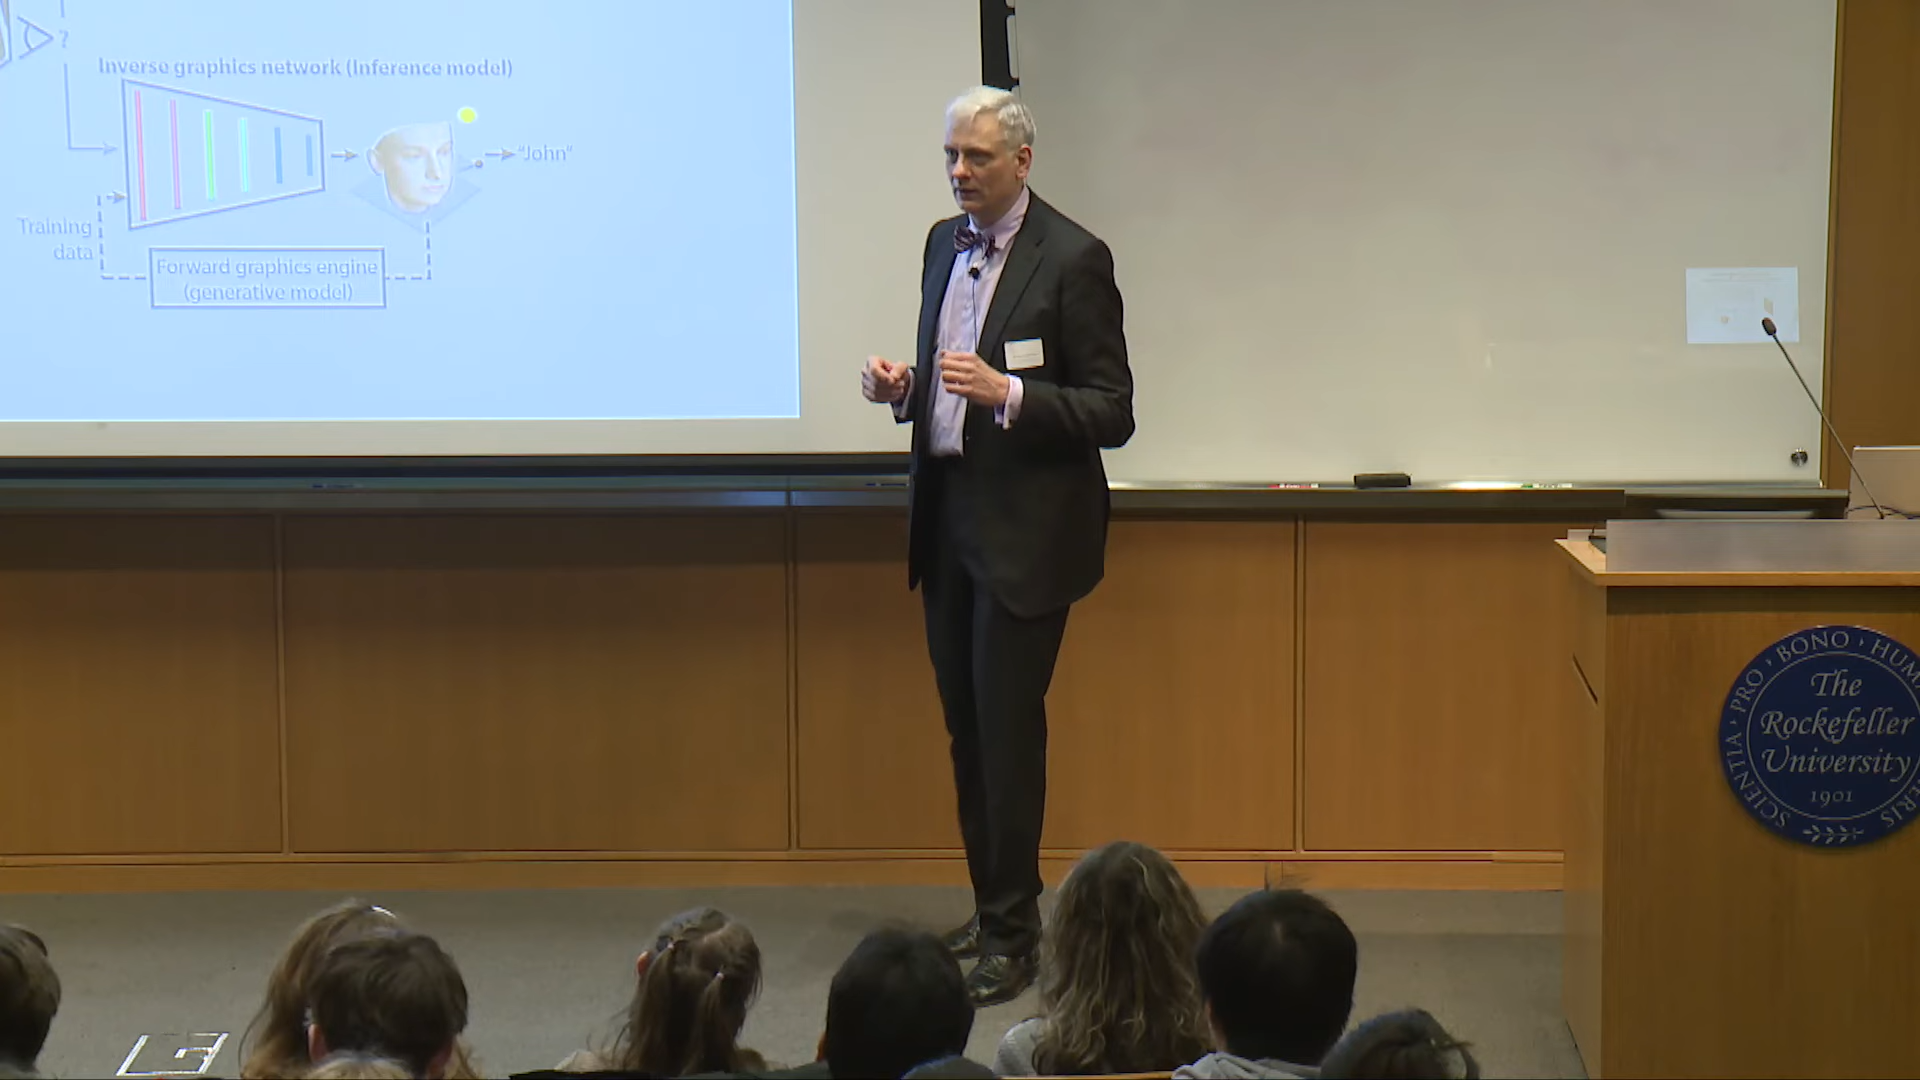 ?
Inverse graphics network (Inference model)
"John"
Training
data
Forward graphics engine
(generative model)
PRO BONO HUM
The
Rockefeller
University
1901
SCIENTIA
ERIS